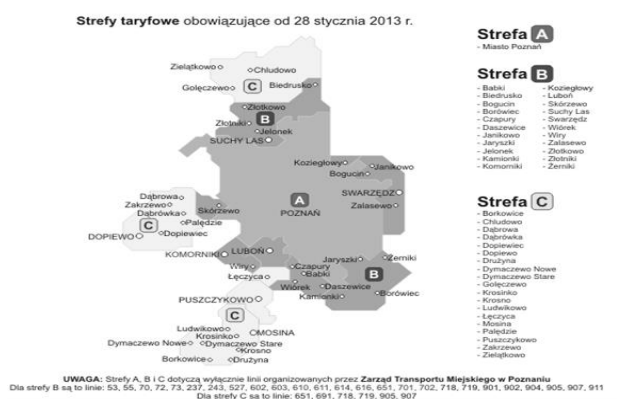 Strefy taryfowe obowiązujące od 28 stycznia 2013 r.
Zielątkowo
Chludowo
Golęczewo
C
Biedrusko
Złotkowo
Złotniki
B
Jelonek
SUCHY LAS
Koziegłowy
Janikowo
Bogucin
SWARZĘDZ
Zalasewo
A
POZNAŃ
Dąbrowa
Zakrzewo
Dąbrówka
Skórzewo
Palędzie
C
DOPIEWO
Dopiewiec
KOMORNIKI
LUBOŃ
Wiry
Łęczyca
Czapury
Babki
Wiórek
Daszewice
Kamionki
Jaryszki
Żerniki
B
Borówiec
PUSZCZYKOWO
C
Ludwikowo
MOSINA
Krosinko
Dymaczewo Nowe
Dymaczewo Stare
Krosno
Borkowice
Drużyna
Strefa A
- Miasto Poznań
Strefa B
- Babki
- Biedrusko
- Bogucin
- Borówiec
- Czapury
- Daszewice
- Janikowo
- Jaryszki
- Jelonek
- Kamionki
- Komorniki
- Koziegłowy
- Luboń
- Skórzewo
- Suchy Las
- Swarzędz
- Wiórek
- Wiry
- Zalasewo
- Złotkowo
- Złotniki
- Żerniki
Strefa C
- Borkowice
- Chludowo
- Dąbrowa
- Dąbrówka
- Dopiewiec
- Dopiewo
- Drużyna
- Dymaczewo Nowe
- Dymaczewo Stare
- Golęczewo
- Krosinko
- Krosno
- Ludwikowo
- Łęczyca
- Mosina
- Palędzie
- Puszczykowo
- Zakrzewo
- Zielątkowo
UWAGA: Strefy A, B i C dotyczą wyłącznie linii organizowanych przez Zarząd Transportu Miejskiego w Poznaniu
Dla strefy B są to linie: 53, 55, 70, 72, 73, 237, 243, 527, 602, 603, 610, 611, 614, 616, 651, 701, 702, 718, 719, 901, 902, 904, 905, 907, 911
Dla strefy C są to linie: 651, 691, 718, 719, 905, 907